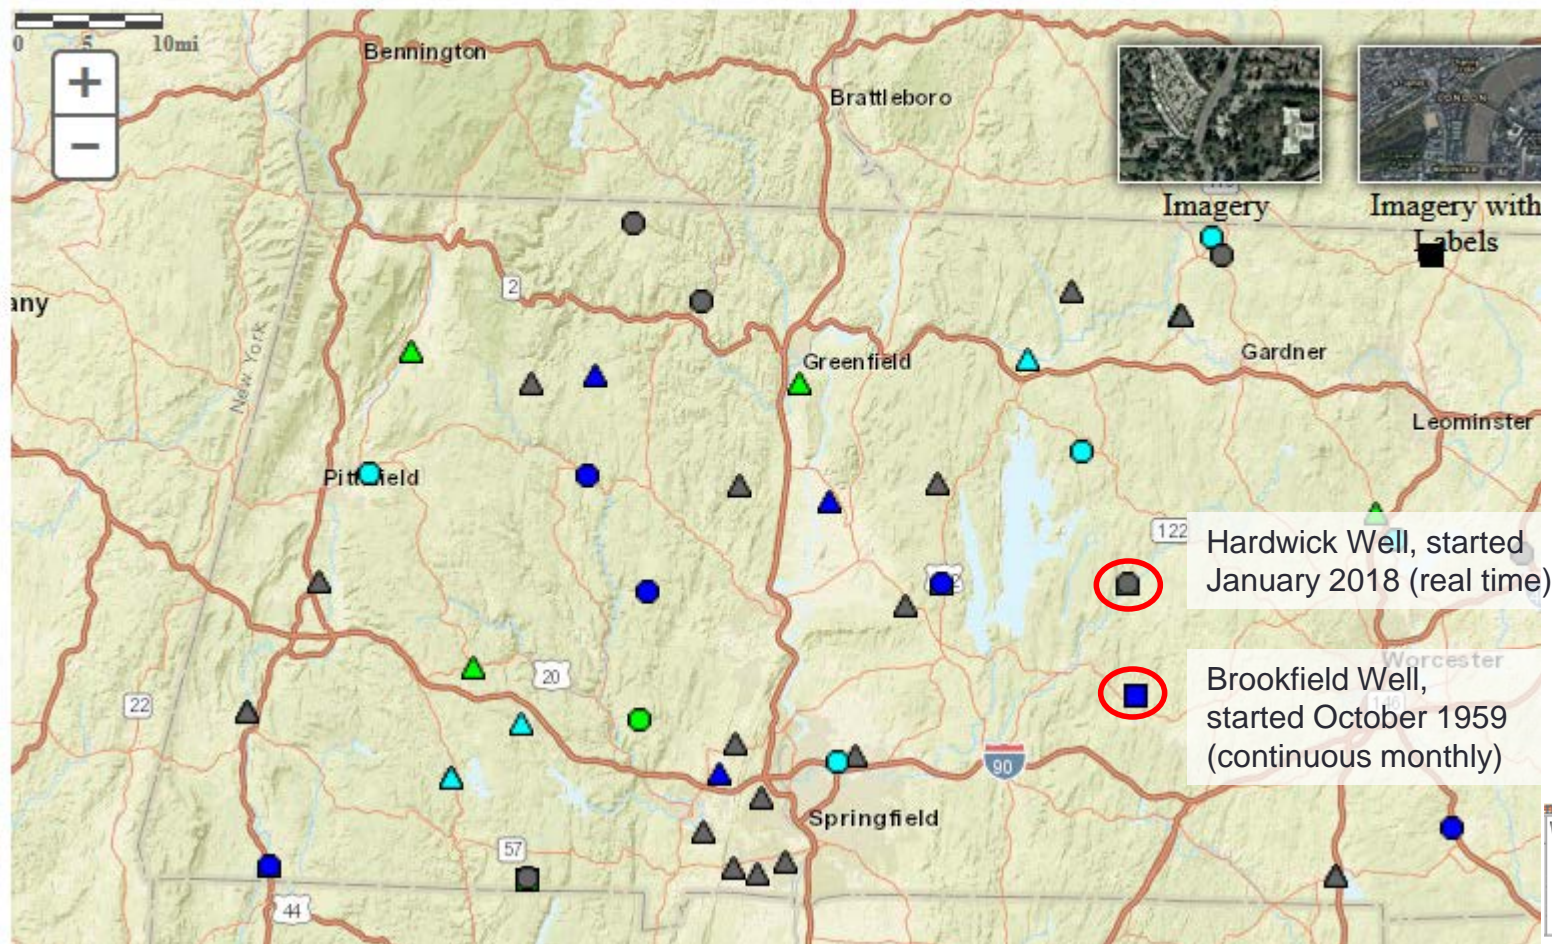 0 5 10mi
+
−
Bennington
Brattleboro
Imagery
Imagery with
Labels
any
2
New York
Greenfield
Gardner
Leominster
Pittsfield
122
Hardwick Well, started
January 2018 (real time)
Worcester
Brookfield Well,
started October 1959
(continuous monthly)
20
22
90
Springfield
57
44